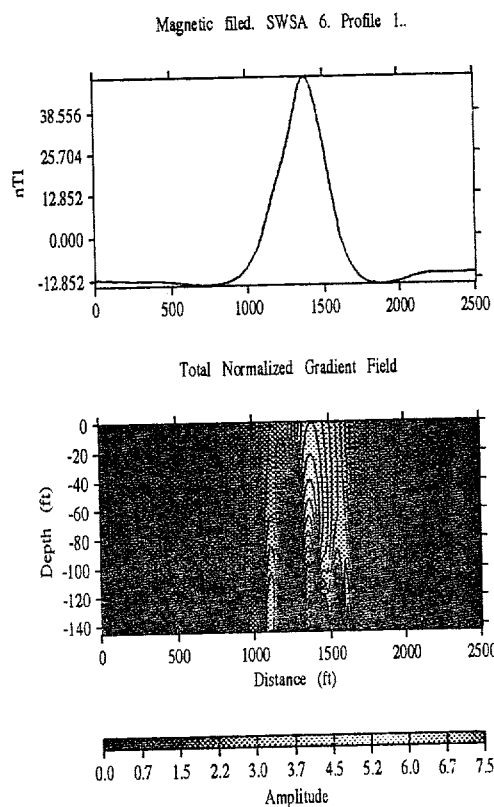 Magnetic filed. SWSA 6. Profile 1..
38.556
25.704
12.852
0.000
-12.852
nT1
0 500 1000 1500 2000 2500
Total Normalized Gradient Field
0
-20
-40
-60
-80
-100
-120
-140
Depth (ft)
0 500 1000 1500 2000 2500
Distance (ft)
0.0 0.7 1.5 2.2 3.0 3.7 4.5 5.2 6.0 6.7 7.5
Amplitude